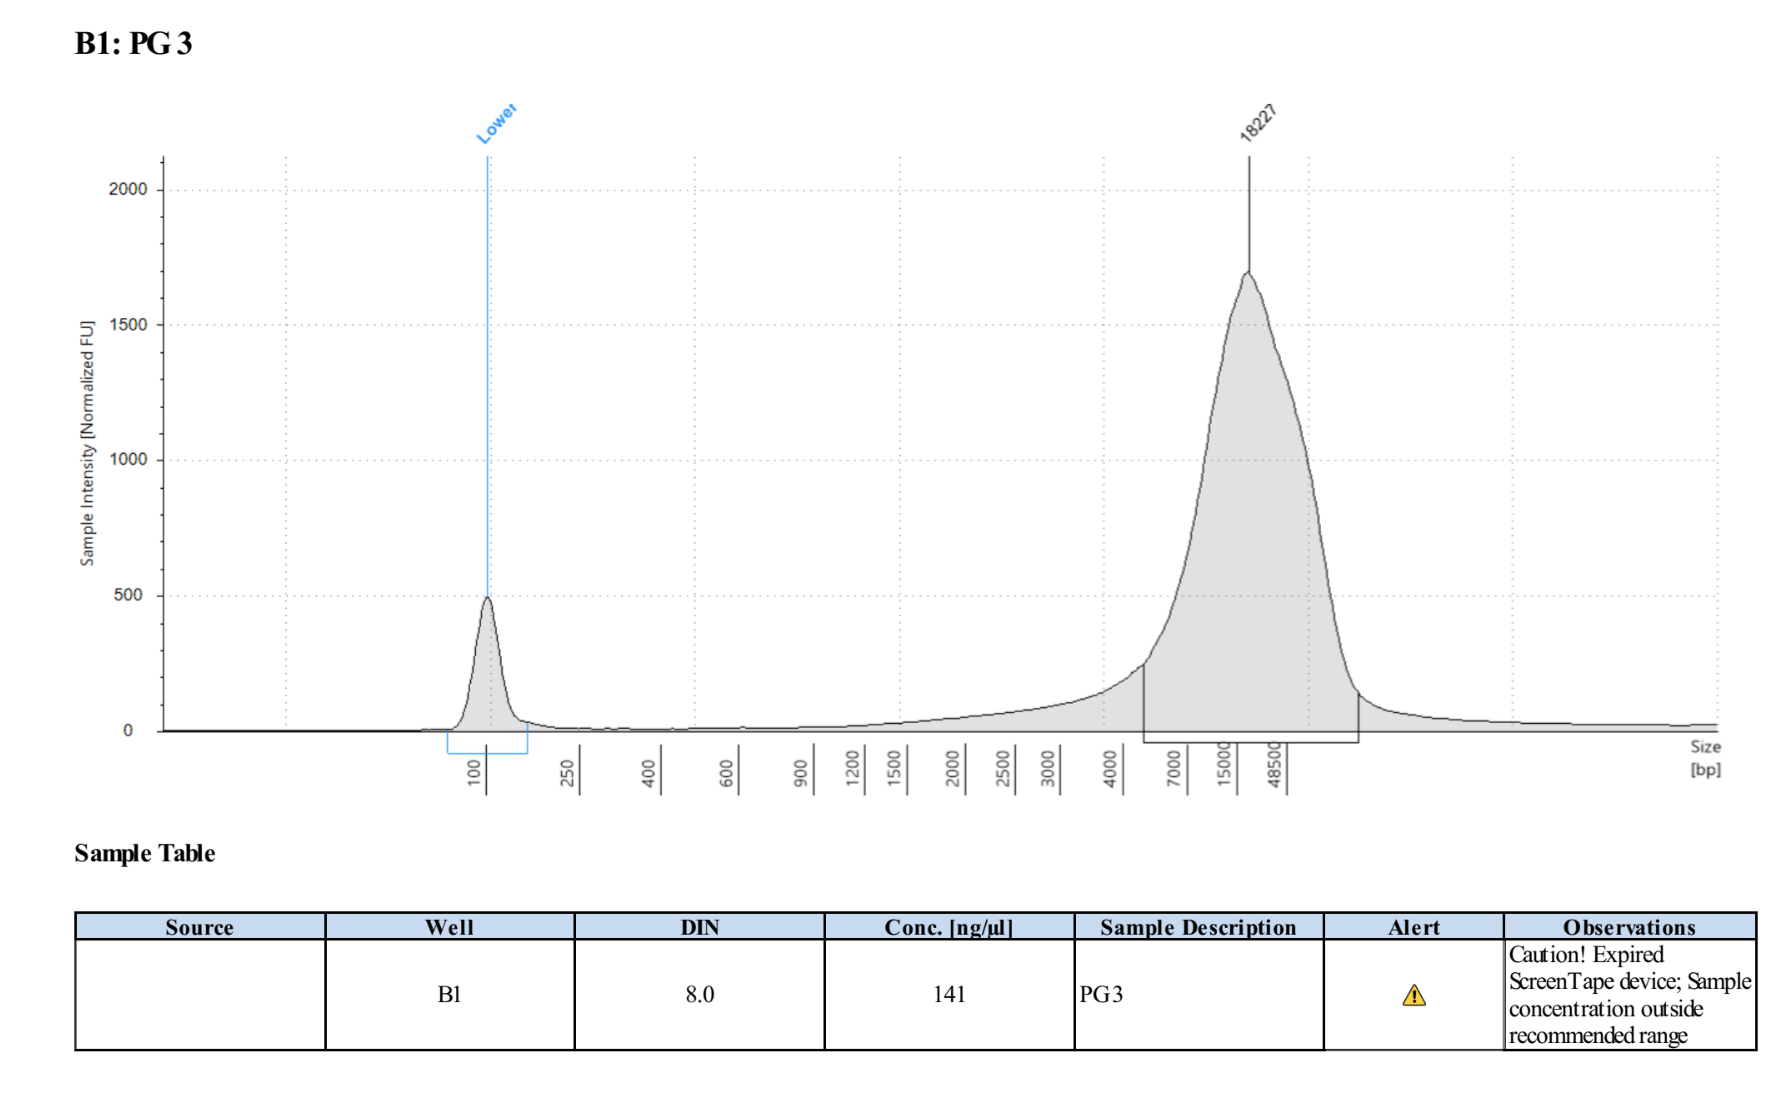 B1: PG 3
Lower
18227
Sample Intensity [Normalized FU]
2000
1500
1000
500
0
100
250
400
600
900
1200
1500
2000
2500
3000
4000
7000
15000
48500
Size
[bp]
Sample Table
Source Well DIN Conc. [ng/µl] Sample Description Alert Observations
B1 8.0 141 PG3 Caution! Expired
ScreenTape device; Sample
concentration outside
recommended range